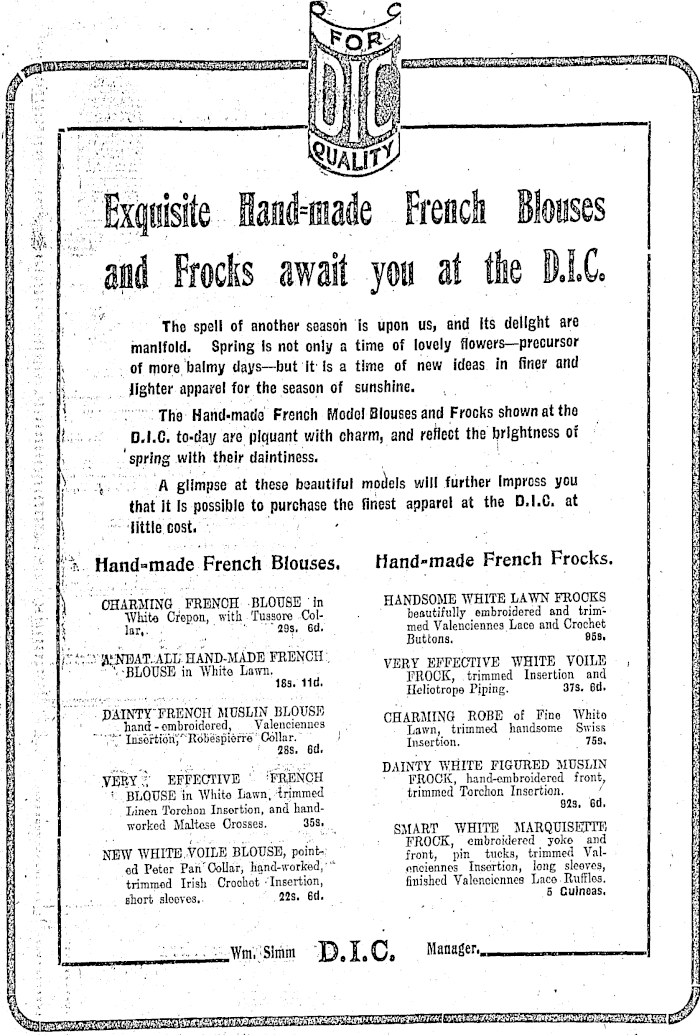 FOR
DIC
QUALITY
Exquisite Hand-made French Blouses
and Frocks await you at the D.I.C.
The spell of another season is upon us, and its delight are
manifold. Spring is not only a time of lovely flowers—precursor
of more balmy days—but it is a time of new ideas in finer and
lighter apparel for the season of sunshine.
The Hand-made French Model Blouses and Frocks shown at the
D.I.C. to-day are piquant with charm, and reflect the brightness of
spring with their daintiness.
A glimpse at these beautiful models will further impress you
that it is possible to purchase the finest apparel at the D.I.C. at
little cost.
Hand-made French Blouses.
CHARMING FRENCH BLOUSE in
White Crepon, with Tussore Col-
lar. 29s. 6d.
A NEAT ALL HAND-MADE FRENCH
BLOUSE in White Lawn.
18s. 11d.
DAINTY FRENCH MUSLIN BLOUSE
hand-embroidered, Valenciennes
Insertion, Robespierre Collar.
28s. 6d.
VERY EFFECTIVE FRENCH
BLOUSE in White Lawn, trimmed
Linen Torchon Insertion, and hand-
worked Maltese Crosses. 35s.
NEW WHITE VOILE BLOUSE, point-
ed Peter Pan Collar, hand-worked,
trimmed Irish Crochet Insertion,
short sleeves. 22s. 6d.
Hand-made French Frocks.
HANDSOME WHITE LAWN FROCKS
beautifully embroidered and trim-
med Valenciennes Lace and Crochet
Buttons. 95s.
VERY EFFECTIVE WHITE VOILE
FROCK, trimmed Insertion and
Heliotrope Piping. 37s. 6d.
CHARMING ROBE of Fine White
Lawn, trimmed handsome Swiss
Insertion. 75s.
DAINTY WHITE FIGURED MUSLIN
FROCK, hand-embroidered front,
trimmed Torchon Insertion.
92s. 6d.
SMART WHITE MARQUISETTE
FROCK, embroidered yoke and
front, pin tucks, trimmed Val-
enciennes Insertion, long sleeves,
finished Valenciennes Lace Ruffles.
5 Guineas.
Wm. Simm D.I.C. Manager.